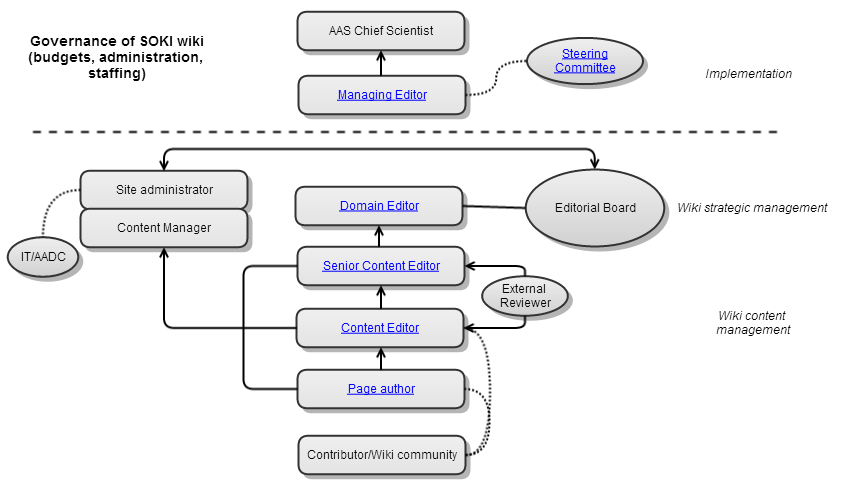 Governance of SOKI wiki
(budgets, administration,
staffing)
AAS Chief Scientist
Managing Editor
Steering
Committee
Implementation
Site administrator
Content Manager
IT/AADC
Domain Editor
Editorial Board
Wiki strategic management
Senior Content Editor
External
Reviewer
Content Editor
Wiki content
management
Page author
Contributor/Wiki community